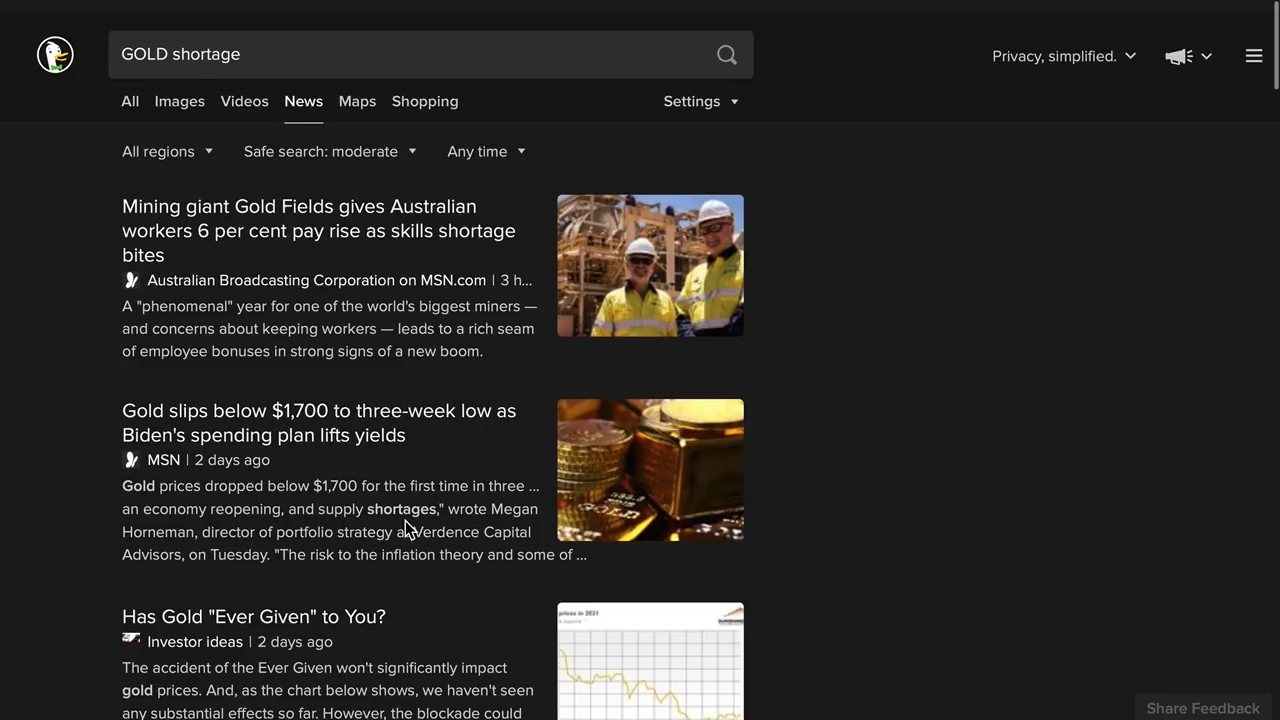 GOLD shortage
Privacy, simplified.
All Images Videos News Maps Shopping
Settings
All regions Safe search: moderate Any time
Mining giant Gold Fields gives Australian
workers 6 per cent pay rise as skills shortage
bites
Australian Broadcasting Corporation on MSN.com | 3 h...
A "phenomenal" year for one of the world's biggest miners —
and concerns about keeping workers — leads to a rich seam
of employee bonuses in strong signs of a new boom.
Gold slips below $1,700 to three-week low as
Biden's spending plan lifts yields
MSN | 2 days ago
Gold prices dropped below $1,700 for the first time in three ...
an economy reopening, and supply shortages," wrote Megan
Horneman, director of portfolio strategy at Verdence Capital
Advisors, on Tuesday. "The risk to the inflation theory and some of ...
GOLD
Has Gold "Ever Given" to You?
Investor ideas | 2 days ago
prices in 2021
The accident of the Ever Given won't significantly impact
gold prices. And, as the chart below shows, we haven't seen
any substantial effects so far. However, the blockade could
Share Feedback